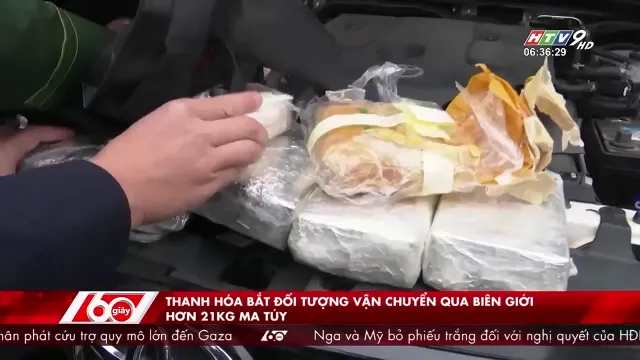 HTV9 HD
06:36:29
60 giây
THANH HÓA BẮT ĐỐI TƯỢNG VẬN CHUYỂN QUA BIÊN GIỚI
HƠN 21KG MA TÚY
hân phát cứu trợ quy mô lớn đến Gaza Nga và Mỹ bỏ phiếu trắng đối với nghị quyết của HĐ